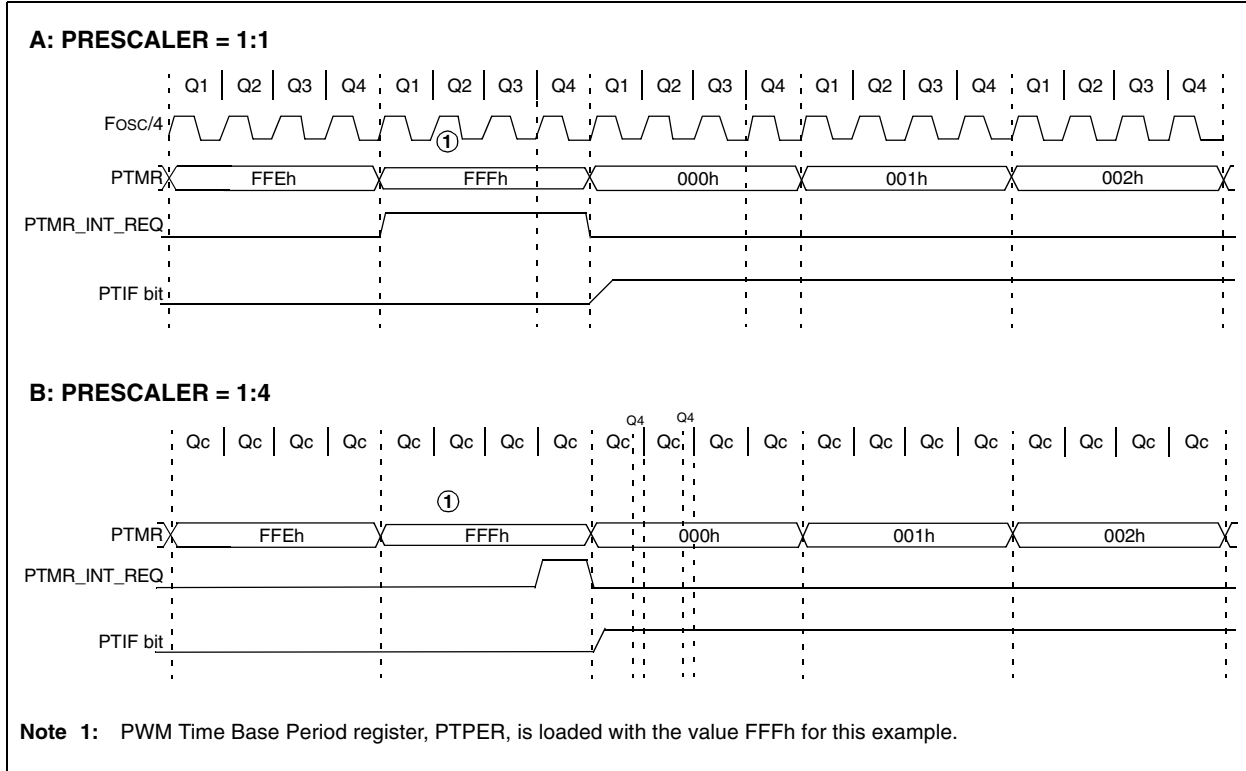 A: PRESCALER = 1:1
Q1 Q2 Q3 Q4 Q1 Q2 Q3 Q4 Q1 Q2 Q3 Q4 Q1 Q2 Q3 Q4 Q1 Q2 Q3 Q4
FOSC/4
1
PTMR FFEh FFFh 000h 001h 002h
PTMR_INT_REQ
PTIF bit
B: PRESCALER = 1:4
Q4 Q4
Qc Qc Qc Qc Qc Qc Qc Qc Qc Qc Qc Qc Qc Qc Qc Qc Qc Qc Qc Qc
1
PTMR FFEh FFFh 000h 001h 002h
PTMR_INT_REQ
PTIF bit
Note 1: PWM Time Base Period register, PTPER, is loaded with the value FFFh for this example.